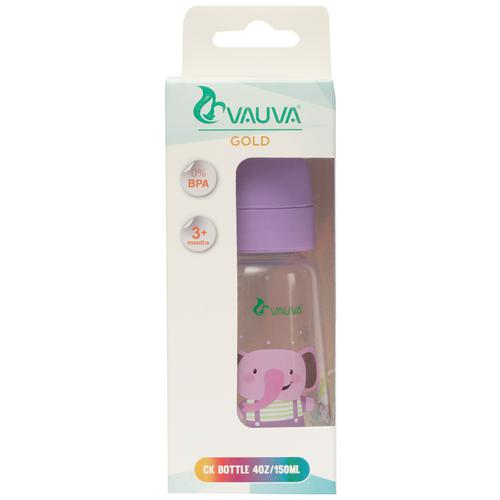 VAUVA®
GOLD
0%
BPA
3+
months
VAUVA®
CK BOTTLE 4OZ/150ML